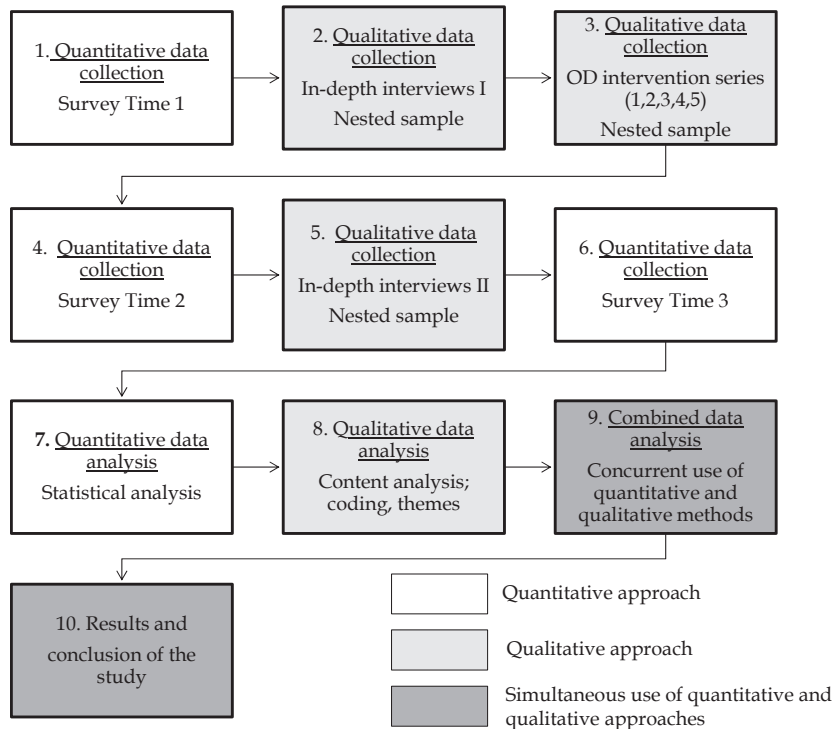 1. Quantitative data
collection
Survey Time 1
2. Qualitative data
collection
In-depth interviews I
Nested sample
3. Qualitative data
collection
OD intervention series
(1,2,3,4,5)
Nested sample
4. Quantitative data
collection
Survey Time 2
5. Qualitative data
collection
In-depth interviews II
Nested sample
6. Quantitative data
collection
Survey Time 3
7. Quantitative data
analysis
Statistical analysis
8. Qualitative data
analysis
Content analysis;
coding, themes
9. Combined data
analysis
Concurrent use of
quantitative and
qualitative methods
10. Results and
conclusion of the
study
Quantitative approach
Qualitative approach
Simultaneous use of quantitative and
qualitative approaches